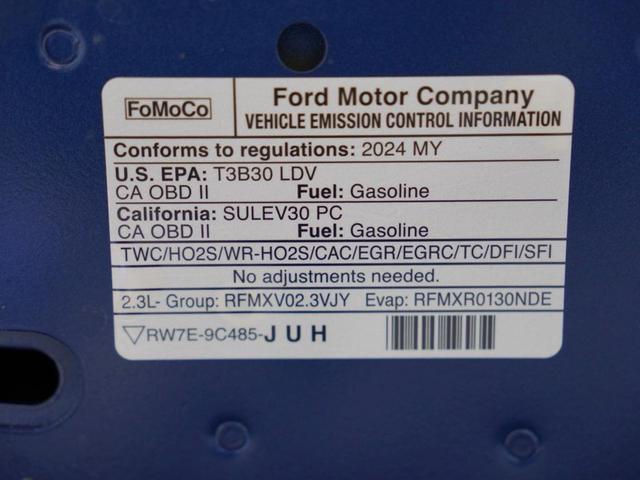 FoMoCo
Ford Motor Company
VEHICLE EMISSION CONTROL INFORMATION
Conforms to regulations: 2024 MY
U.S. EPA: T3B30 LDV
CA OBD II Fuel: Gasoline
California: SULEV30 PC
CA OBD II Fuel: Gasoline
TWC/HO2S/WR-HO2S/CAC/EGR/EGRC/TC/DFI/SFI
No adjustments needed.
2.3L- Group: RFMXV02.3VJY Evap: RFMXR0130NDE
RW7E-9C485-JUH